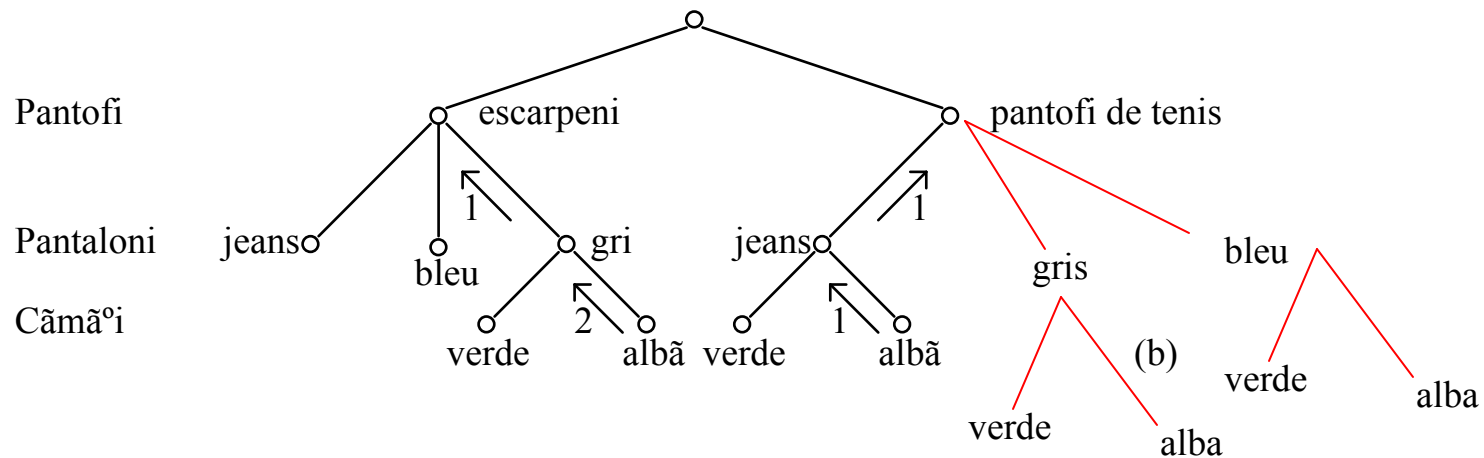 Pantofi escarpeni pantofi de tenis
1 1
Pantaloni jeans bleu gri jeans gris bleu
Cãmãºi 2 1
verde albã verde albã (b) verde alba
verde alba